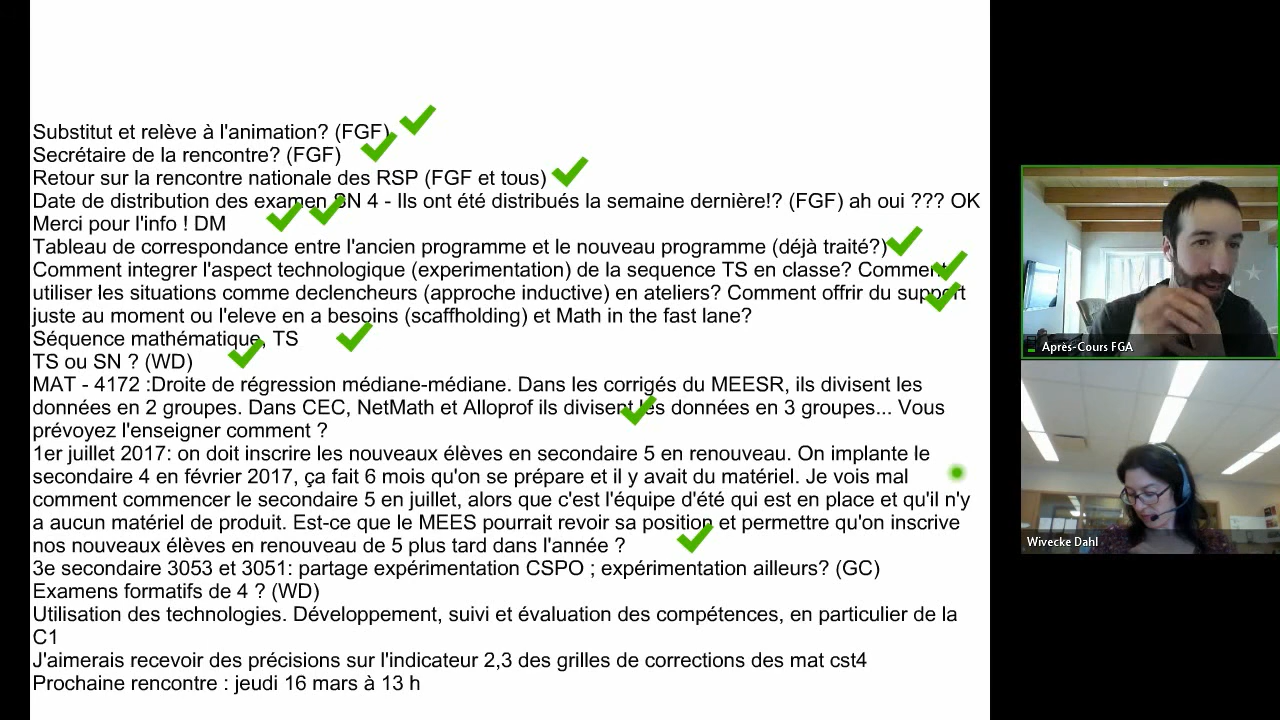 Substitut et relève à l'animation? (FGF)
Secrétaire de la rencontre? (FGF)
Retour sur la rencontre nationale des RSP (FGF et tous)
Date de distribution des examen SN 4 - Ils ont été distribués la semaine dernière!? (FGF) ah oui ??? OK
Merci pour l'info ! DM
Tableau de correspondance entre l'ancien programme et le nouveau programme (déjà traité?)
Comment integrer l'aspect technologique (experimentation) de la sequence TS en classe? Comment
utiliser les situations comme declencheurs (approche inductive) en ateliers? Comment offrir du support
juste au moment ou l'eleve en a besoins (scaffholding) et Math in the fast lane?
Séquence mathématique, TS
TS ou SN ? (WD)
MAT - 4172 :Droite de régression médiane-médiane. Dans les corrigés du MEESR, ils divisent les
données en 2 groupes. Dans CEC, NetMath et Alloprof ils divisent les données en 3 groupes... Vous
prévoyez l'enseigner comment ?
1er juillet 2017: on doit inscrire les nouveaux élèves en secondaire 5 en renouveau. On implante le
secondaire 4 en février 2017, ça fait 6 mois qu'on se prépare et il y avait du matériel. Je vois mal
comment commencer le secondaire 5 en juillet, alors que c'est l'équipe d'été qui est en place et qu'il n'y
a aucun matériel de produit. Est-ce que le MEES pourrait revoir sa position et permettre qu'on inscrive
nos nouveaux élèves en renouveau de 5 plus tard dans l'année ?
3e secondaire 3053 et 3051: partage expérimentation CSPO ; expérimentation ailleurs? (GC)
Examens formatifs de 4 ? (WD)
Utilisation des technologies. Développement, suivi et évaluation des compétences, en particulier de la
C1
J'aimerais recevoir des précisions sur l'indicateur 2,3 des grilles de corrections des mat cst4
Prochaine rencontre : jeudi 16 mars à 13 h
Après-Cours FGA
Wivecke Dahl